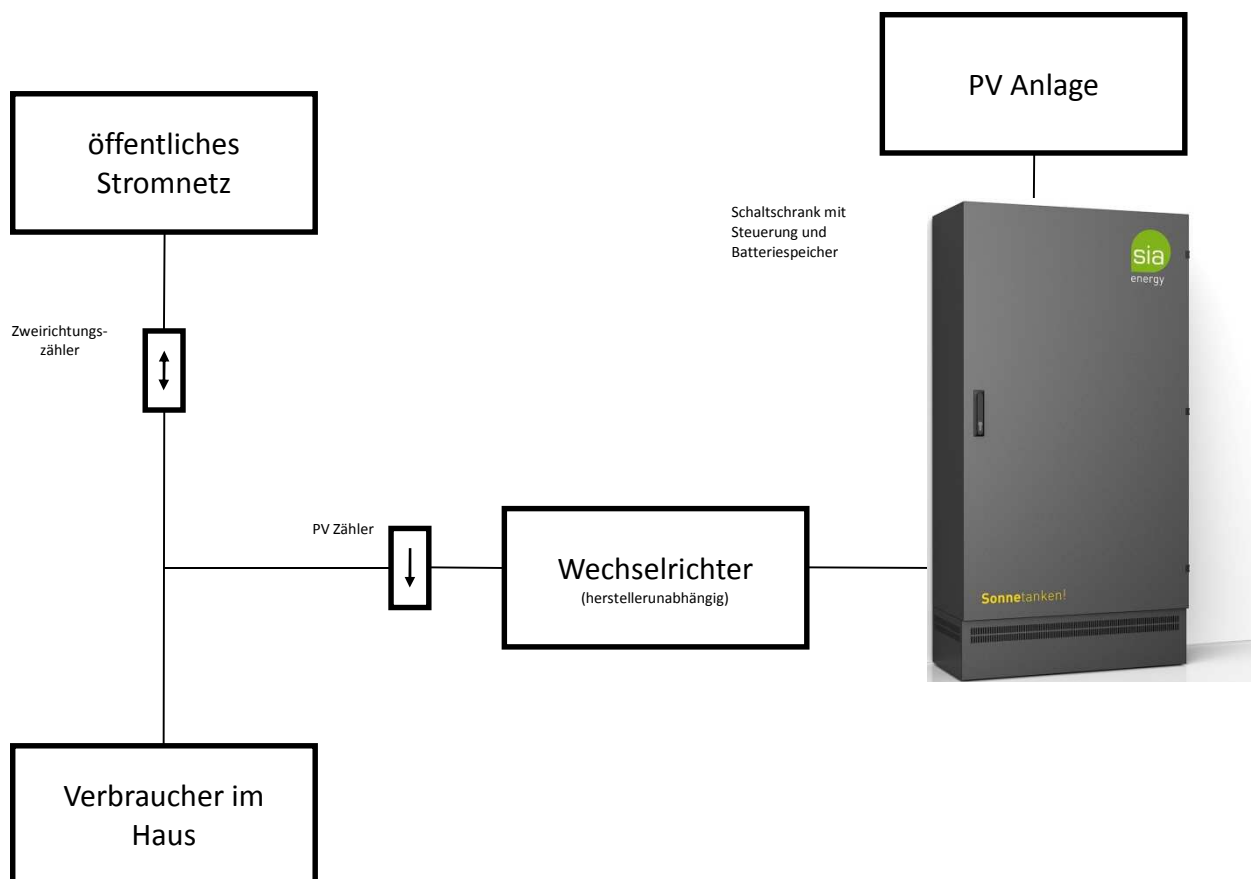 PV Anlage
öffentliches
Stromnetz
Schaltschrank mit
Steuerung und
Batteriespeicher
sia
energy
Zweirichtungs-
zähler
PV Zähler
Wechselrichter
(herstellerunabhängig)
Sonnetanken!
Verbraucher im
Haus